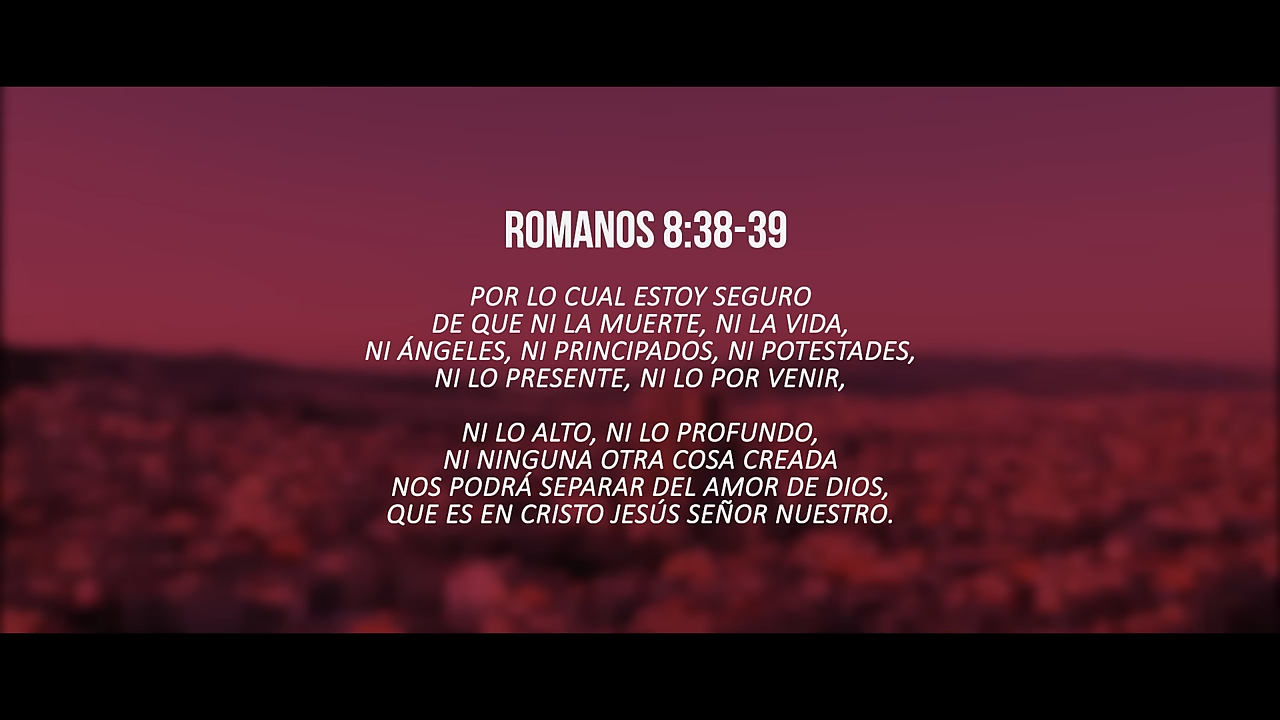 ROMANOS 8:38-39
POR LO CUAL ESTOY SEGURO
DE QUE NI LA MUERTE, NI LA VIDA,
NI ÁNGELES, NI PRINCIPADOS, NI POTESTADES,
NI LO PRESENTE, NI LO POR VENIR,
NI LO ALTO, NI LO PROFUNDO,
NI NINGUNA OTRA COSA CREADA
NOS PODRÁ SEPARAR DEL AMOR DE DIOS,
QUE ES EN CRISTO JESÚS SEÑOR NUESTRO.